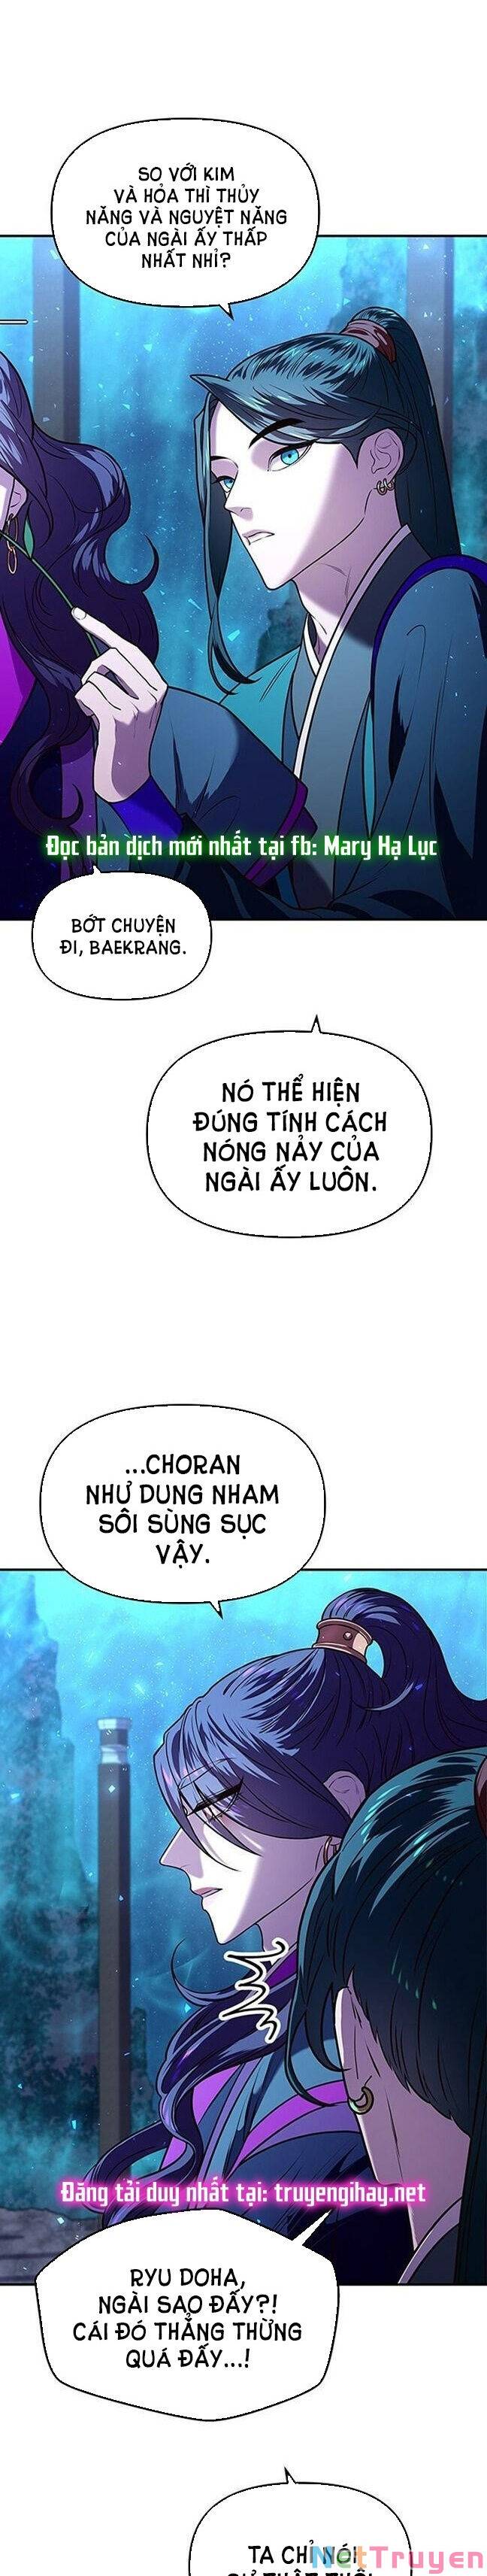 SO VỚI KIM
VÀ HỎA THÌ THỦY
NĂNG VÀ NGUYỆT NĂNG
CỦA NGÀI ẤY THẤP
NHẤT NHỈ?
Đọc bản dịch mới nhất tại fb: Mary Hạ Lục
BỚT CHUYỆN
ĐI, BAEKRANG.
NÓ THỂ HIỆN
ĐÚNG TÍNH CÁCH
NÓNG NẢY CỦA
NGÀI ẤY LUÔN.
...CHORAN
NHƯ DUNG NHAM
SÔI SÙNG SỤC
VẬY.
Đăng tải duy nhất tại: truyengihay.net
RYU DOHA,
NGÀI SAO ĐẤY?!
CÁI ĐÓ THẲNG THỪNG
QUÁ ĐẤY...!
TA CHỈ NÓI
NetTruyen